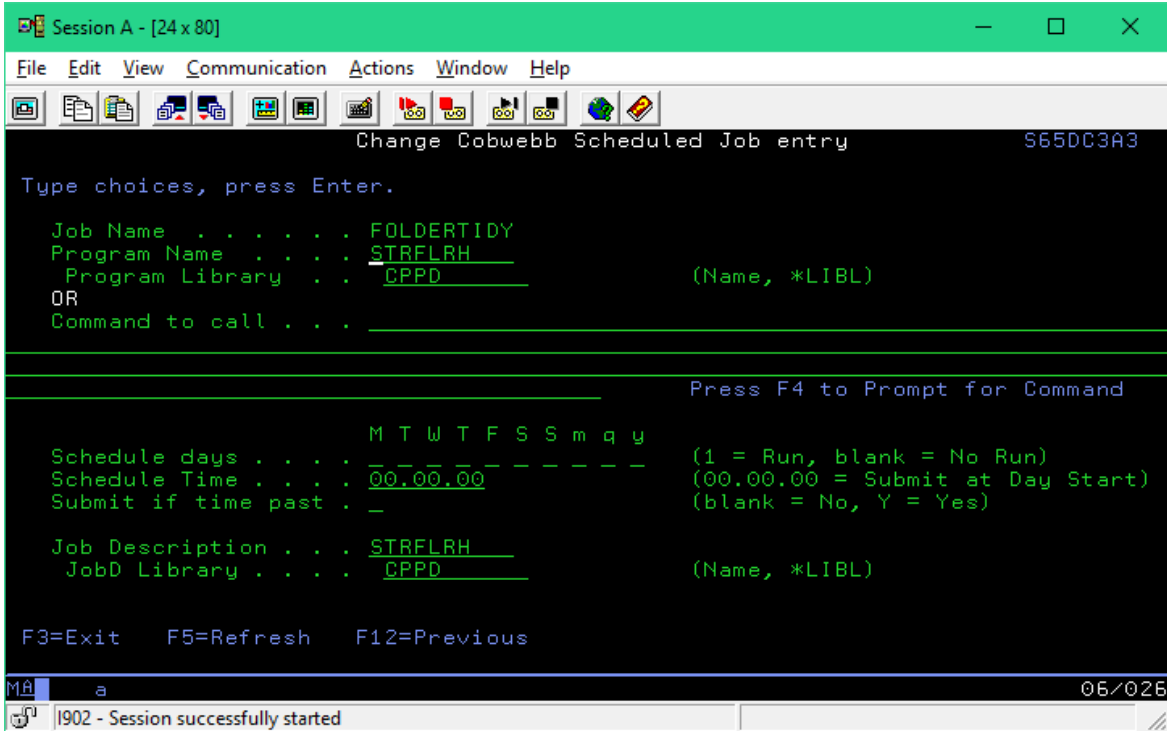 Session A - [24 x 80]
File Edit View Communication Actions Window Help
Change Cobwebb Scheduled Job entry S65DC3A3
Type choices, press Enter.
Job Name . . . . . . FOLDERTIDY
Program Name . . . . STRFLRH
Program Library . . CPPD (Name, *LIBL)
OR
Command to call . . .
Press F4 to Prompt for Command
M T W T F S S m q y
Schedule days . . . . _ _ _ _ _ _ _ _ _ _ (1 = Run, blank = No Run)
Schedule Time . . . . 00.00.00 (00.00.00 = Submit at Day Start)
Submit if time past . _ (blank = No, Y = Yes)
Job Description . . . STRFLRH
JobD Library . . . . CPPD (Name, *LIBL)
F3=Exit F5=Refresh F12=Previous
MA a 06/026
I902 - Session successfully started